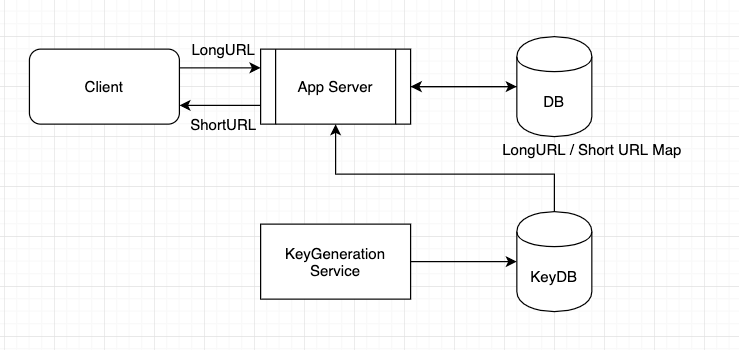 LongURL
Client
App Server
DB
ShortURL
LongURL / Short URL Map
KeyGeneration
Service
KeyDB